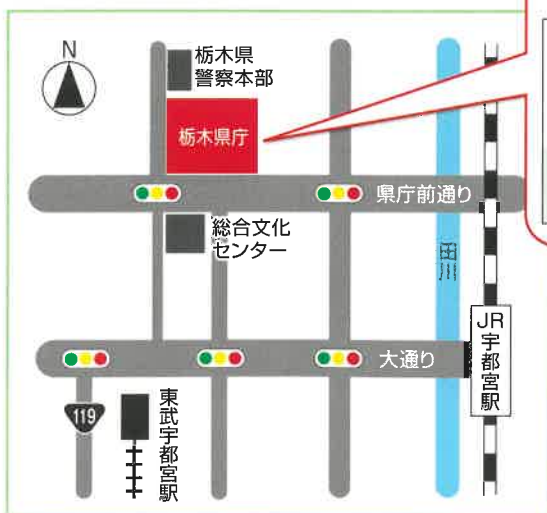 N
栃木県
警察本部
栃木県庁
県庁前通り
総合文化
センター
田川
JR宇都宮駅
大通り
119
東武宇都宮駅